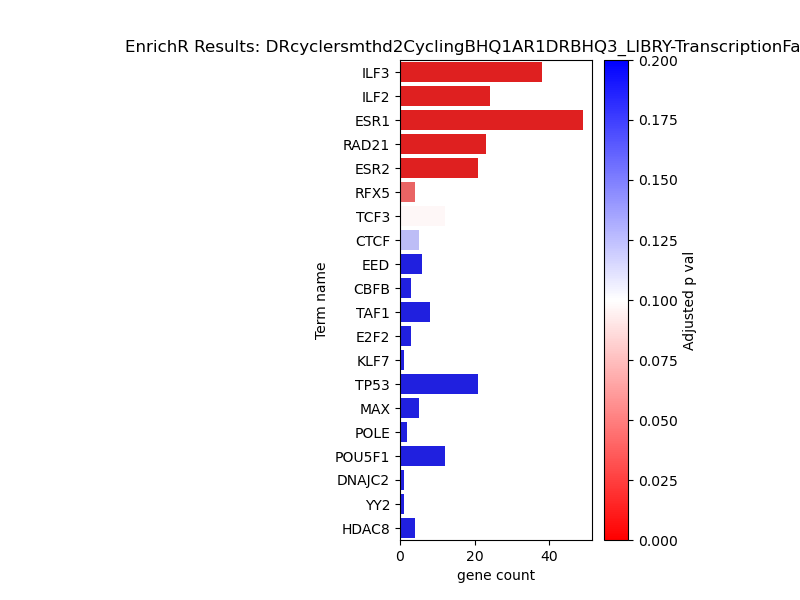 EnrichR Results: DRcyclersmthd2CyclingBHQ1AR1DRBHQ3_LIBRY-TranscriptionFa
ILF3
ILF2
ESR1
RAD21
ESR2
RFX5
TCF3
CTCF
EED
CBFB
TAF1
E2F2
KLF7
TP53
MAX
POLE
POU5F1
DNAJC2
YY2
HDAC8
Term name
0 20 40
gene count
0.200
0.175
0.150
0.125
0.100
0.075
0.050
0.025
0.000
Adjusted p val